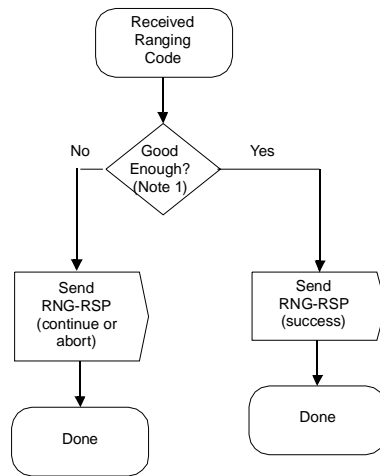 Received
Ranging
Code
No
Good
Enough?
(Note 1)
Yes
Send
RNG-RSP
(continue or
abort)
Send
RNG-RSP
(success)
Done
Done